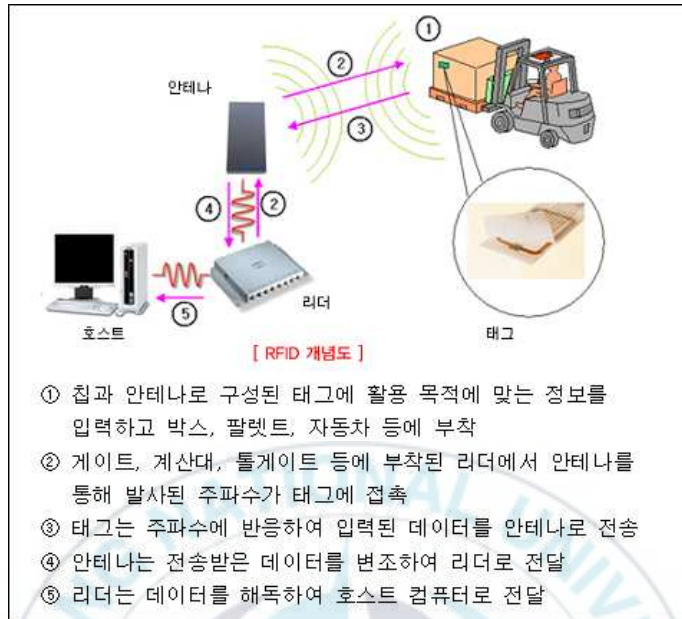 ①
②
안테나
③
④
②
리더
⑤
호스트
태그
[ RFID 개념도 ]
① 칩과 안테나로 구성된 태그에 활용 목적에 맞는 정보를
입력하고 박스, 팔렛트, 자동차 등에 부착
② 게이트, 계산대, 톨게이트 등에 부착된 리더에서 안테나를
통해 발사된 주파수가 태그에 접촉
③ 태그는 주파수에 반응하여 입력된 데이터를 안테나로 전송
④ 안테나는 전송받은 데이터를 변조하여 리더로 전달
⑤ 리더는 데이터를 해독하여 호스트 컴퓨터로 전달
NG NATIONAL UNIV